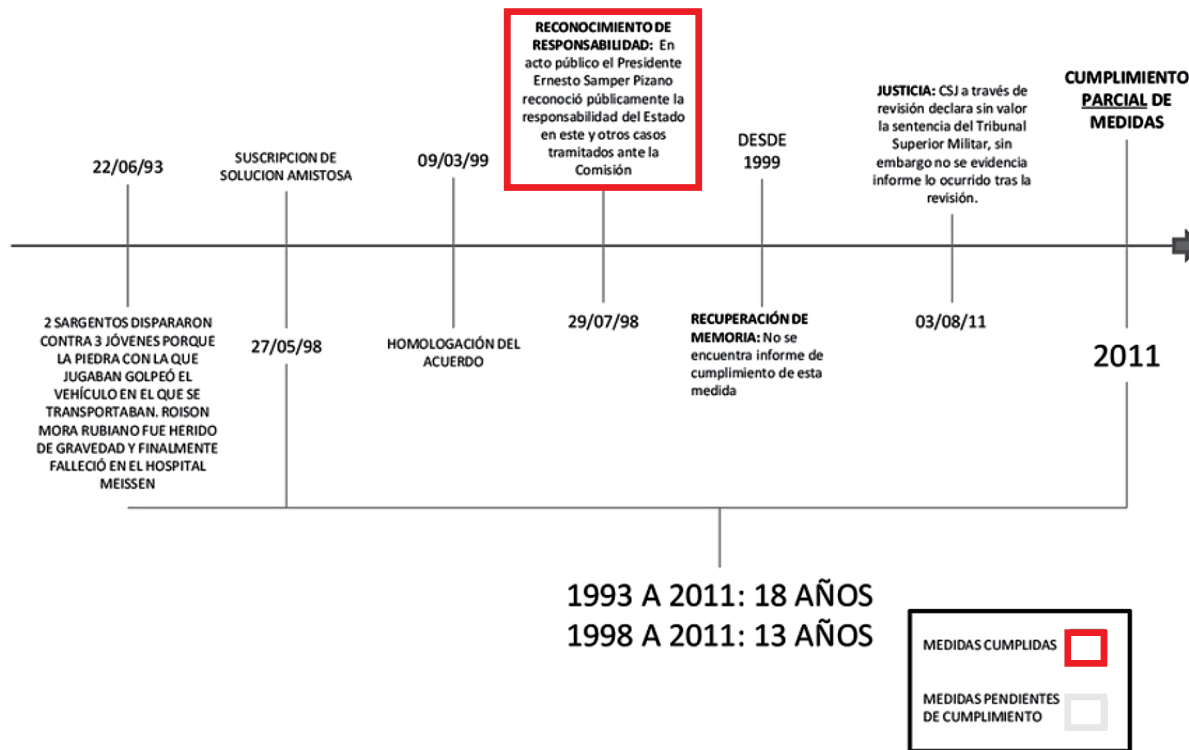 22/06/93
2 SARGENTOS DISPARARON
CONTRA 3 JÓVENES PORQUE
LA PIEDRA CON LA QUE
JUGABAN GOLPEÓ EL
VEHÍCULO EN EL QUE SE
TRANSPORTABAN. ROISON
MORA RUBIANO FUE HERIDO
DE GRAVEDAD Y FINALMENTE
FALLECIÓ EN EL HOSPITAL
MEISSEN
SUSCRIPCION DE
SOLUCION AMISTOSA
27/05/98
09/03/99
HOMOLOGACIÓN DEL
ACUERDO
RECONOCIMIENTO DE
RESPONSABILIDAD: En
acto público el Presidente
Ernesto Samper Pizano
reconoció públicamente la
responsabilidad del Estado
en este y otros casos
tramitados ante la
Comisión
29/07/98
DESDE
1999
RECUPERACIÓN DE
MEMORIA: No se
encuentra informe de
cumplimiento de esta
medida
JUSTICIA: CSJ a través de
revisión declara sin valor
la sentencia del Tribunal
Superior Militar, sin
embargo no se evidencia
informe lo ocurrido tras la
revisión.
03/08/11
CUMPLIMIENTO
PARCIAL DE
MEDIDAS
2011
1993 A 2011: 18 AÑOS
1998 A 2011: 13 AÑOS
MEDIDAS CUMPLIDAS
MEDIDAS PENDIENTES
DE CUMPLIMIENTO